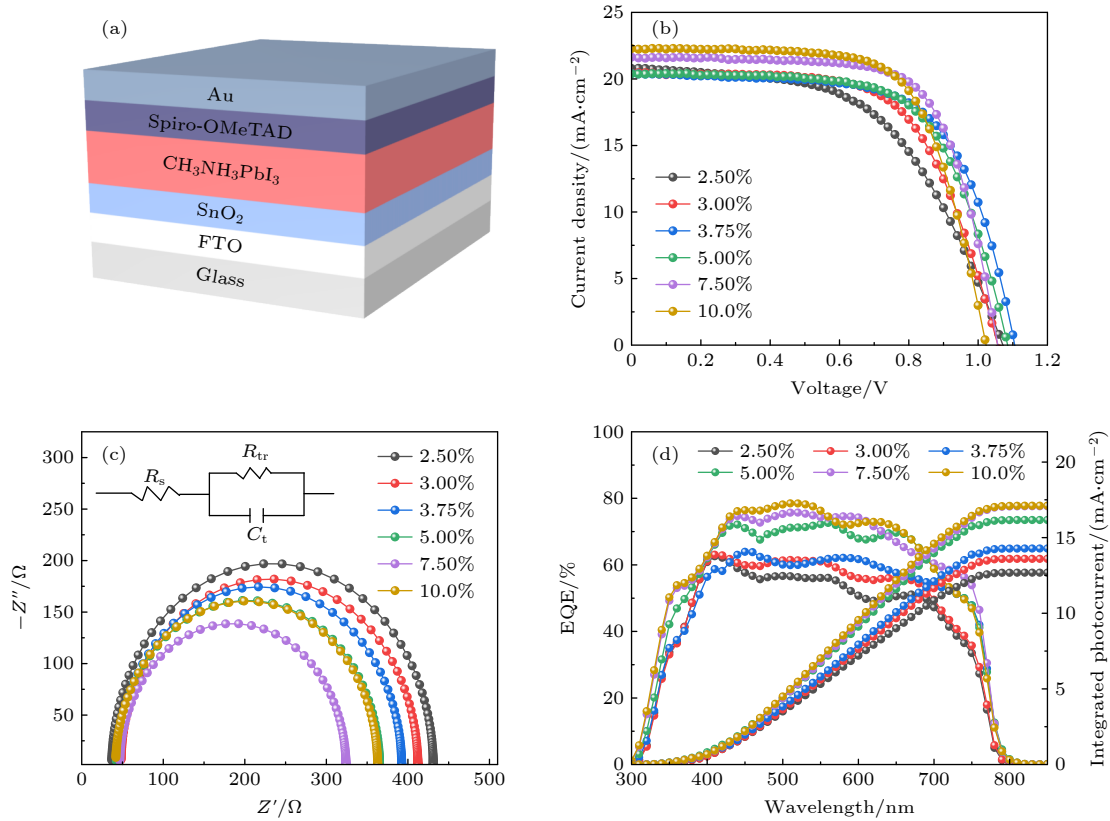 (a)
Au
Spiro-OMeTAD
CH₃NH₃PbI₃
SnO₂
FTO
Glass
(b)
Current density/(mA·cm⁻²)
25
20
15
10
5
0
2.50%
3.00%
3.75%
5.00%
7.50%
10.0%
0 0.2 0.4 0.6 0.8 1.0 1.2
Voltage/V
(c)
−Z″/Ω
300
250
200
150
100
50
Rₛ
Rₜᵣ
Cₜ
2.50%
3.00%
3.75%
5.00%
7.50%
10.0%
0 100 200 300 400 500
Z′/Ω
(d)
EQE/%
100
80
60
40
20
0
2.50% 3.00% 3.75%
5.00% 7.50% 10.0%
20
15
10
5
0
Integrated photocurrent/(mA·cm⁻²)
300 400 500 600 700 800
Wavelength/nm